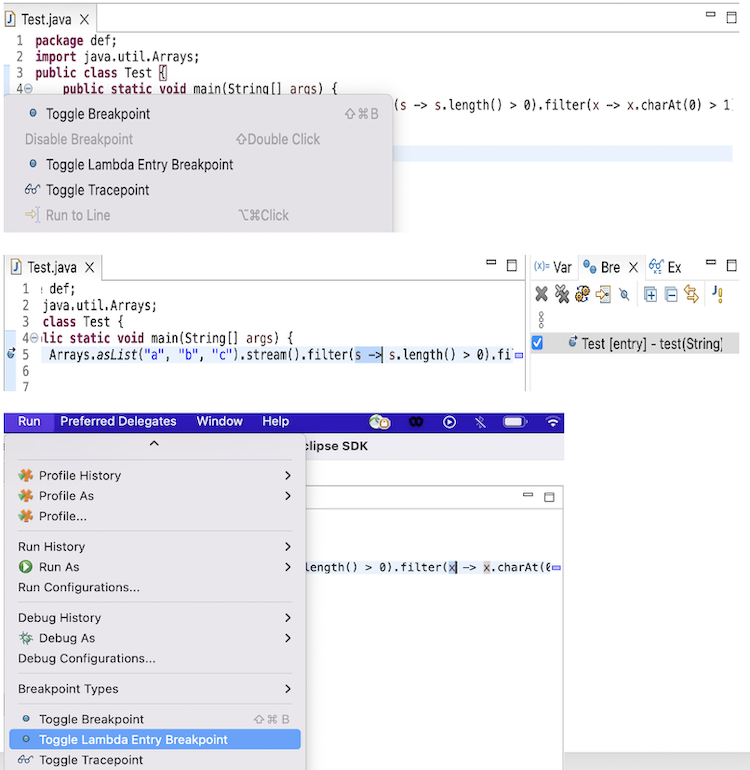 Test.java
1 package def;
2 import java.util.Arrays;
3 public class Test {
4 public static void main(String[] args) {
(s -> s.length() > 0).filter(x -> x.charAt(0) > 1
Toggle Breakpoint ⇧⌘B
Disable Breakpoint ⇧Double Click
Toggle Lambda Entry Breakpoint
Toggle Tracepoint
Run to Line ⌥⌘Click
Test.java
(x)= Var Bre Ex
1 def;
2 java.util.Arrays;
3 class Test {
4 lic static void main(String[] args) {
5 Arrays.asList("a", "b", "c").stream().filter(s -> s.length() > 0).fi
6
7
Test [entry] - test(String)
Run Preferred Delegates Window Help
clipse SDK
Profile History
Profile As
Profile...
Run History
Run As
length() > 0).filter(x -> x.charAt(0
Run Configurations...
Debug History
Debug As
Debug Configurations...
Breakpoint Types
Toggle Breakpoint ⇧⌘B
Toggle Lambda Entry Breakpoint
Toggle Tracepoint